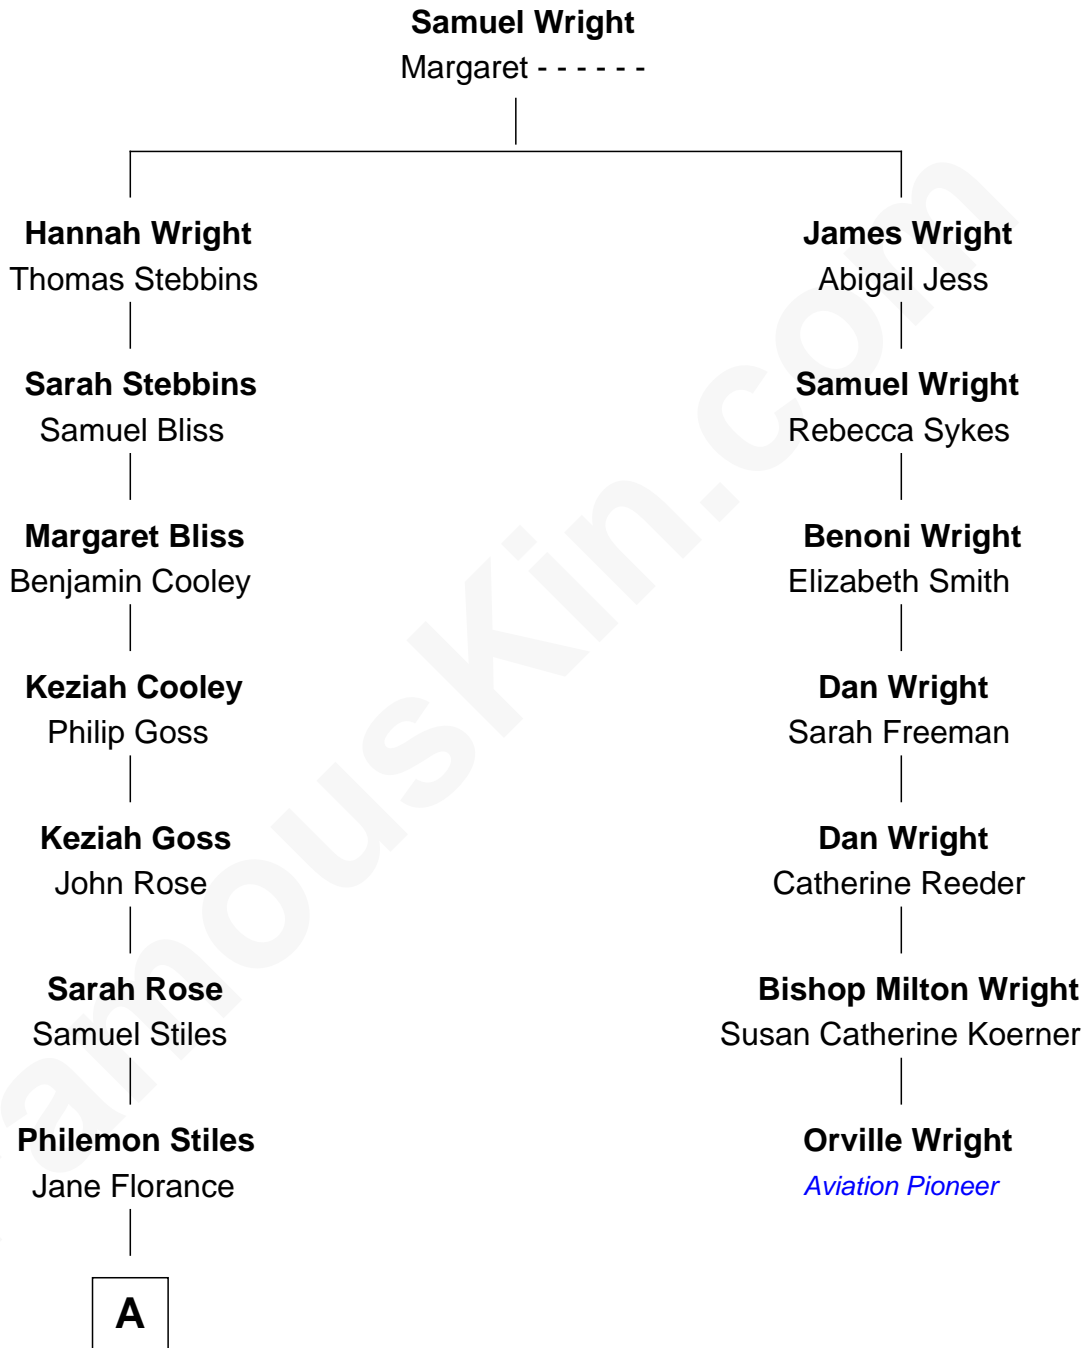 Samuel Wright
Margaret - - - - - -
Hannah Wright
Thomas Stebbins
Sarah Stebbins
Samuel Bliss
Margaret Bliss
Benjamin Cooley
Keziah Cooley
Philip Goss
Keziah Goss
John Rose
Sarah Rose
Samuel Stiles
Philemon Stiles
Jane Florance
A
James Wright
Abigail Jess
Samuel Wright
Rebecca Sykes
Benoni Wright
Elizabeth Smith
Dan Wright
Sarah Freeman
Dan Wright
Catherine Reeder
Bishop Milton Wright
Susan Catherine Koerner
Orville Wright
Aviation Pioneer
amousKin.com